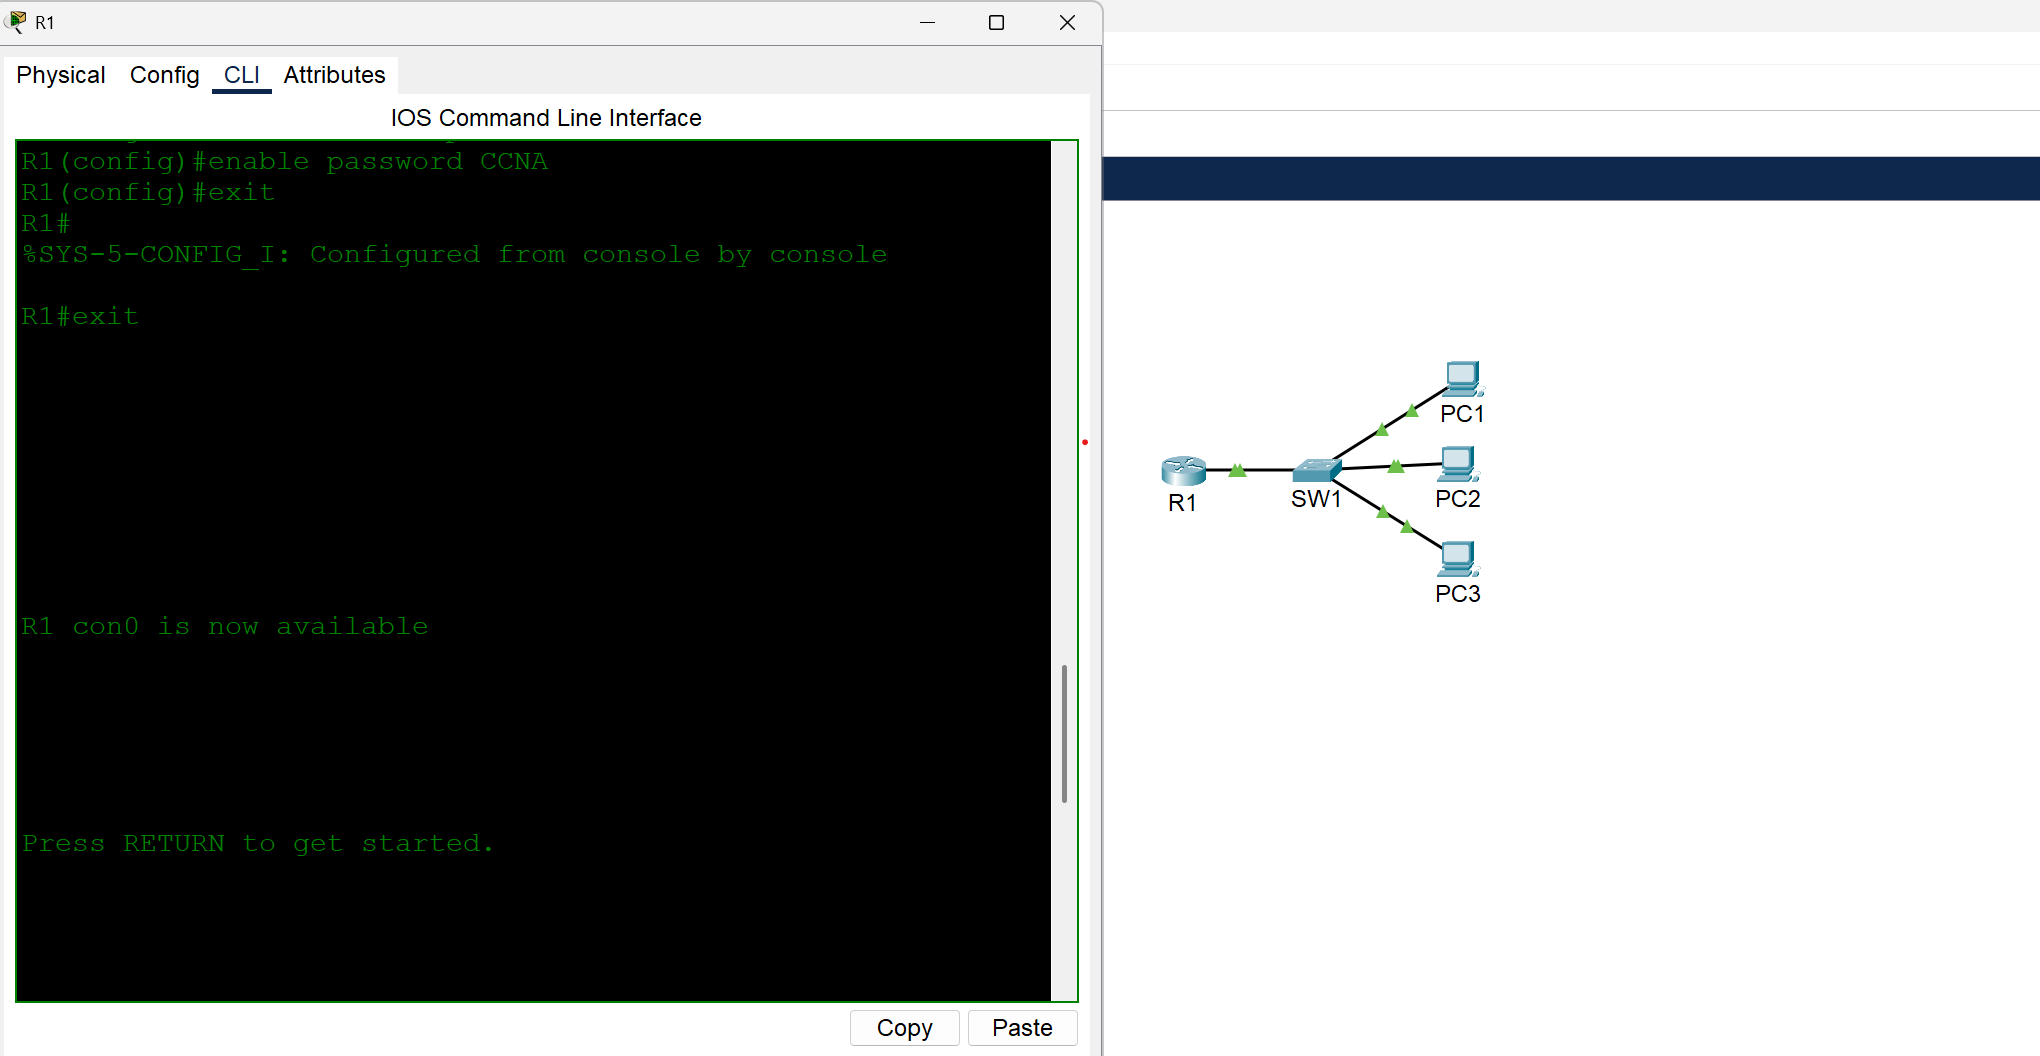 R1
Physical Config CLI Attributes
IOS Command Line Interface
R1(config)#enable password CCNA
R1(config)#exit
R1#
%SYS-5-CONFIG_I: Configured from console by console
R1#exit
R1 con0 is now available
Press RETURN to get started.
Copy Paste
PC1
R1
SW1
PC2
PC3